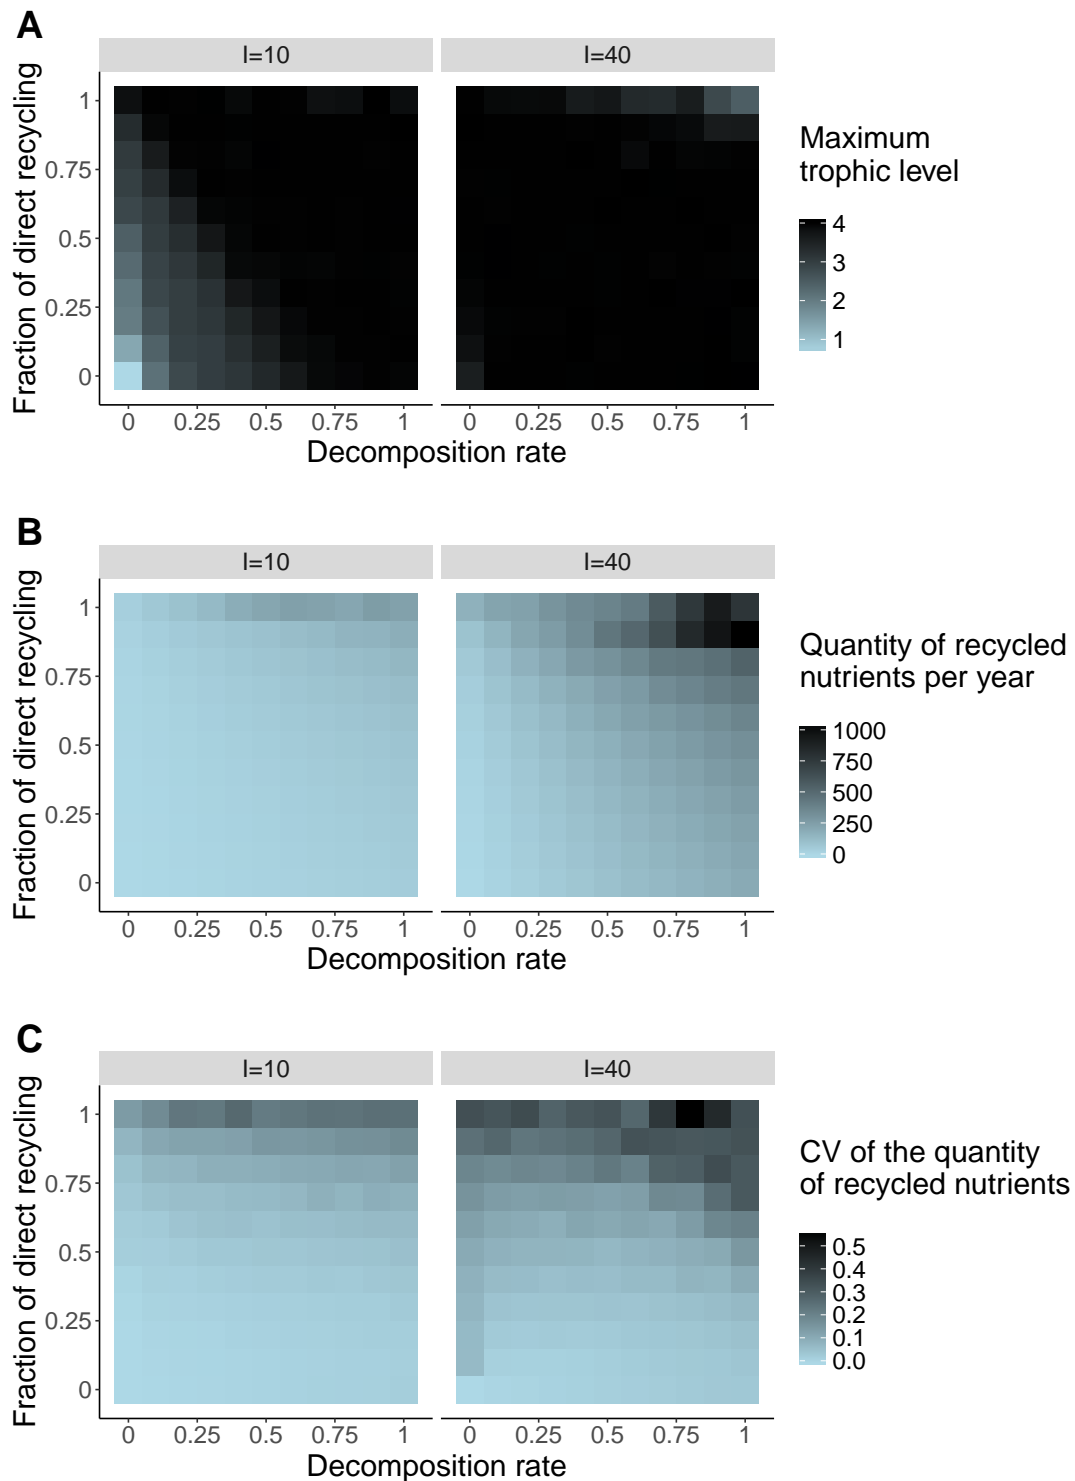 A
I=10
I=40
Fraction of direct recycling
1
0.75
0.5
0.25
0
0 0.25 0.5 0.75 1
0 0.25 0.5 0.75 1
Decomposition rate
Maximum
trophic level
4
3
2
1
B
I=10
I=40
Fraction of direct recycling
1
0.75
0.5
0.25
0
0 0.25 0.5 0.75 1
0 0.25 0.5 0.75 1
Decomposition rate
Quantity of recycled
nutrients per year
1000
750
500
250
0
C
I=10
I=40
Fraction of direct recycling
1
0.75
0.5
0.25
0
0 0.25 0.5 0.75 1
0 0.25 0.5 0.75 1
Decomposition rate
CV of the quantity
of recycled nutrients
0.5
0.4
0.3
0.2
0.1
0.0